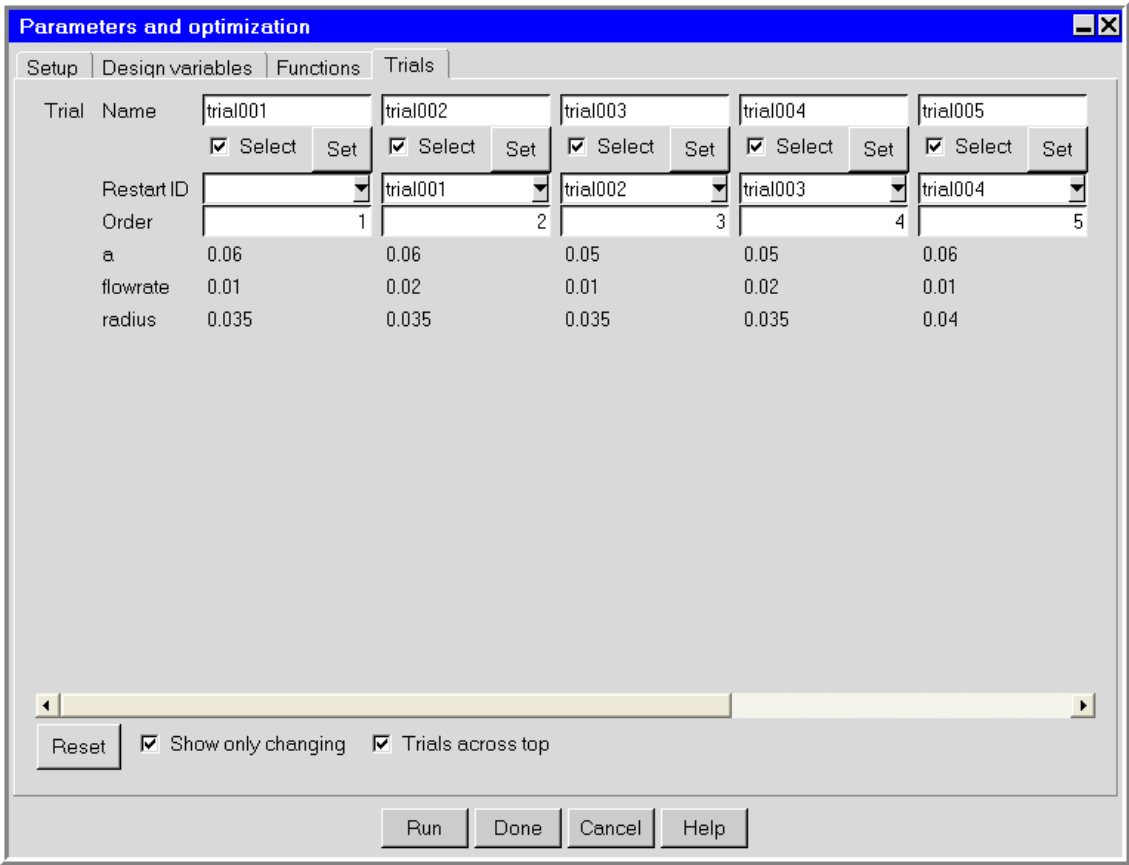 Parameters and optimization
Setup Design variables Functions Trials
Trial Name trial001 trial002 trial003 trial004 trial005
Select Set Select Set Select Set Select Set Select Set
Restart ID trial001 trial002 trial003 trial004
Order 1 2 3 4 5
a 0.06 0.06 0.05 0.05 0.06
flowrate 0.01 0.02 0.01 0.02 0.01
radius 0.035 0.035 0.035 0.035 0.04
Reset Show only changing Trials across top
Run Done Cancel Help